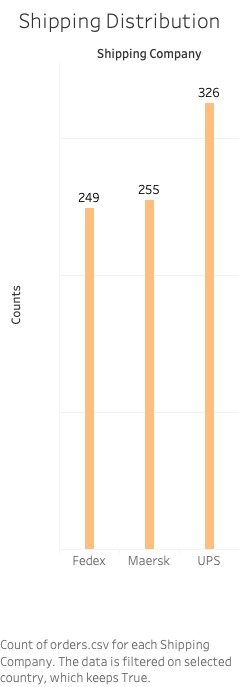 Shipping Distribution
Shipping Company
326
255
249
Counts
Fedex Maersk UPS
Count of orders.csv for each Shipping
Company. The data is filtered on selected
country, which keeps True.